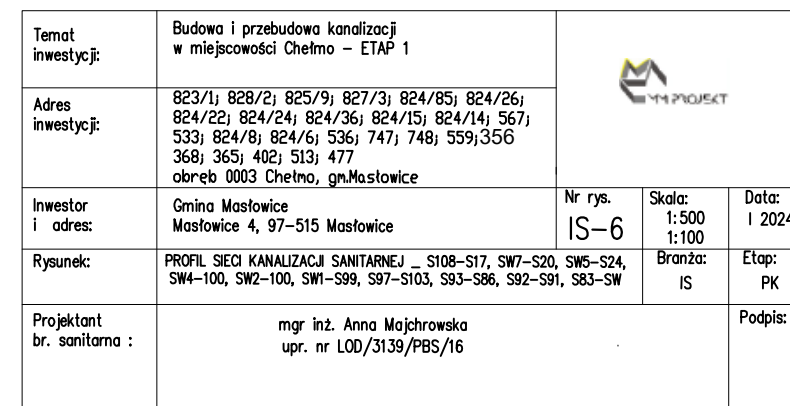 Temat
inwestycji:
Budowa i przebudowa kanalizacji
w miejscowości Chełmo – ETAP 1
Adres
inwestycji:
823/1; 828/2; 825/9; 827/3; 824/85; 824/26;
824/22; 824/24; 824/36; 824/15; 824/14; 567;
533; 824/8; 824/6; 536; 747; 748; 559;356
368; 365; 402; 513; 477
obręb 0003 Chełmo, gm.Masłowice
Inwestor
i adres:
Gmina Masłowice
Masłowice 4, 97–515 Masłowice
Nr rys.
IS–6
Skala:
1:500
1:100
Data:
I 2024
Rysunek:
PROFIL SIECI KANALIZACJI SANITARNEJ _ S108–S17, SW7–S20, SW5–S24,
SW4–100, SW2–100, SW1–S99, S97–S103, S93–S86, S92–S91, S83–SW
Branża:
IS
Etap:
PK
Projektant
br. sanitarna :
mgr inż. Anna Majchrowska
upr. nr LOD/3139/PBS/16
Podpis: